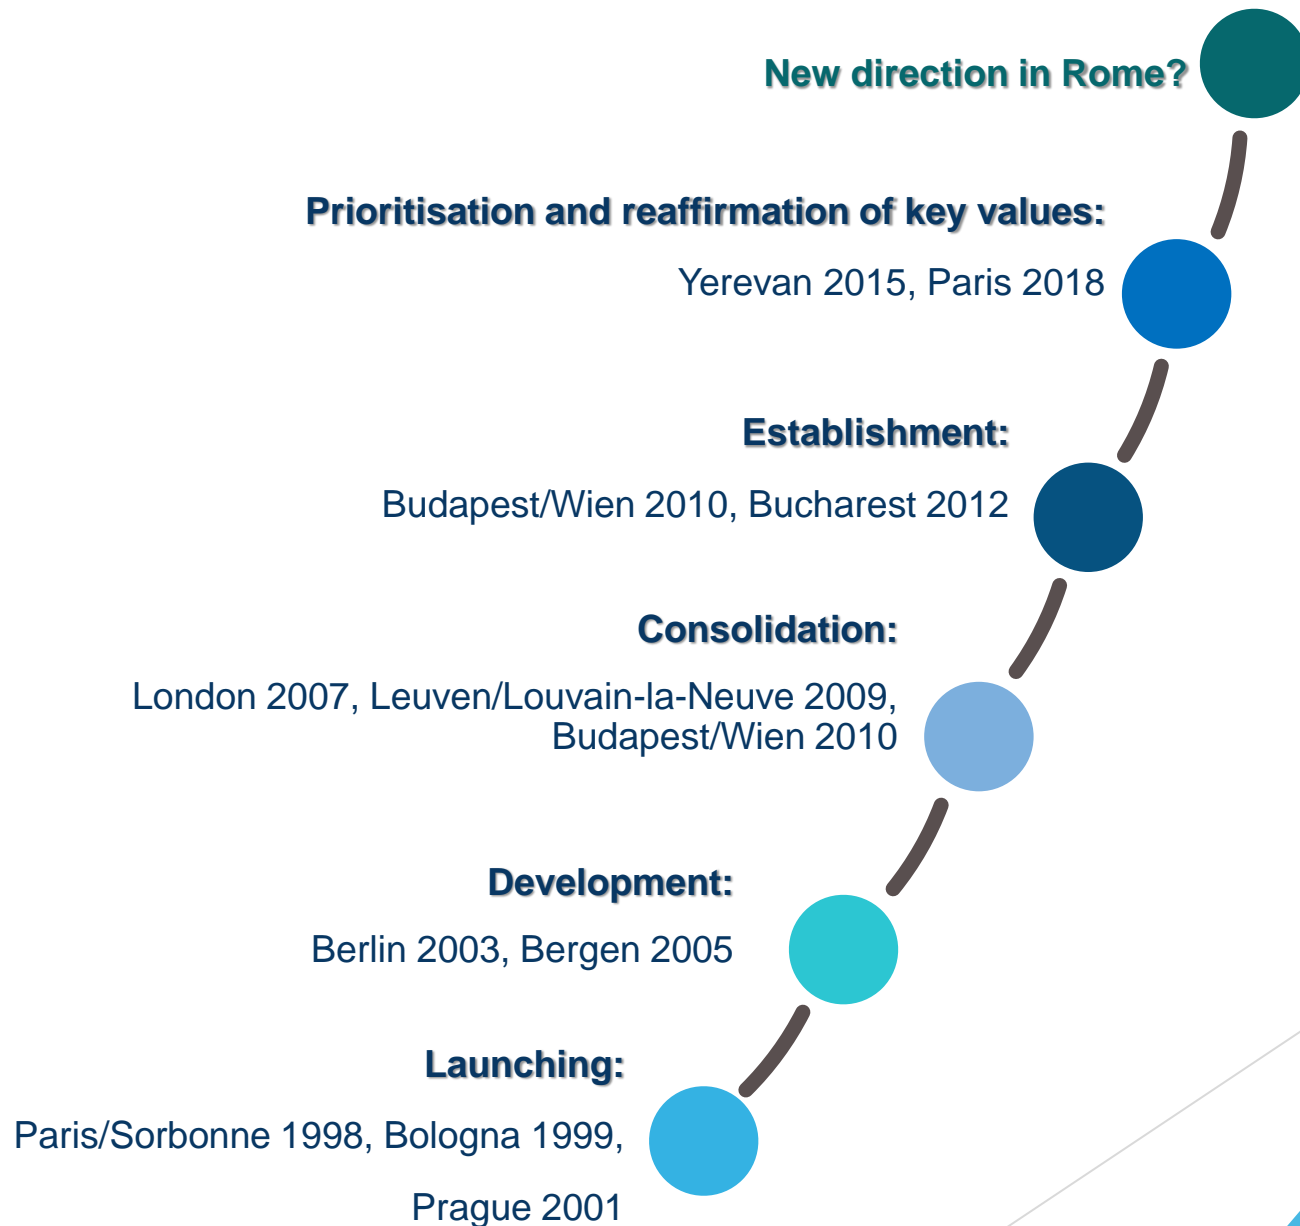 New direction in Rome?
Prioritisation and reaffirmation of key values:
Yerevan 2015, Paris 2018
Establishment:
Budapest/Wien 2010, Bucharest 2012
Consolidation:
London 2007, Leuven/Louvain-la-Neuve 2009,
Budapest/Wien 2010
Development:
Berlin 2003, Bergen 2005
Launching:
Paris/Sorbonne 1998, Bologna 1999,
Prague 2001